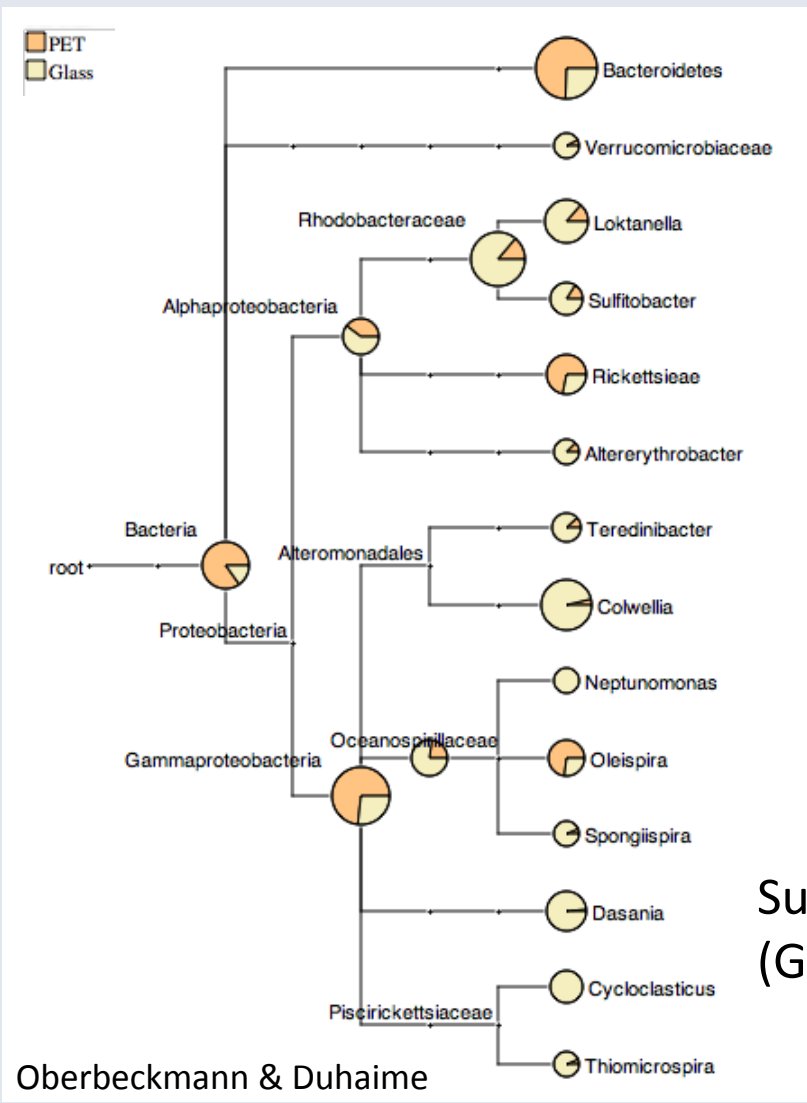 PET
Glass
Bacteroidetes
Verrucomicrobiaceae
Rhodobacteraceae
Loktanella
Alphaproteobacteria
Sulfitobacter
Rickettsieae
Altererythrobacter
Bacteria
Teredinibacter
Alteromonadales
root
Colwellia
Proteobacteria
Neptunomonas
Oceanospirillaceae
Gammaproteobacteria
Oleispira
Spongiispira
Su
Dasania
(G
Cycloclasticus
Piscirickettsiaceae
Thiomicrospira
Oberbeckmann & Duhaime